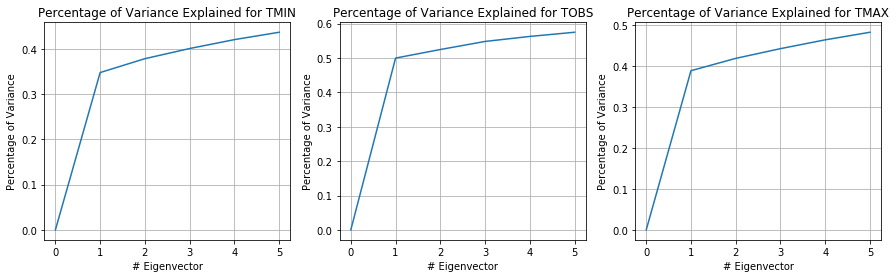 Percentage of Variance Explained for TMIN
Percentage of Variance
0.4
0.3
0.2
0.1
0.0
0 1 2 3 4 5
# Eigenvector
Percentage of Variance Explained for TOBS
Percentage of Variance
0.6
0.5
0.4
0.3
0.2
0.1
0.0
0 1 2 3 4 5
# Eigenvector
Percentage of Variance Explained for TMAX
Percentage of Variance
0.5
0.4
0.3
0.2
0.1
0.0
0 1 2 3 4 5
# Eigenvector